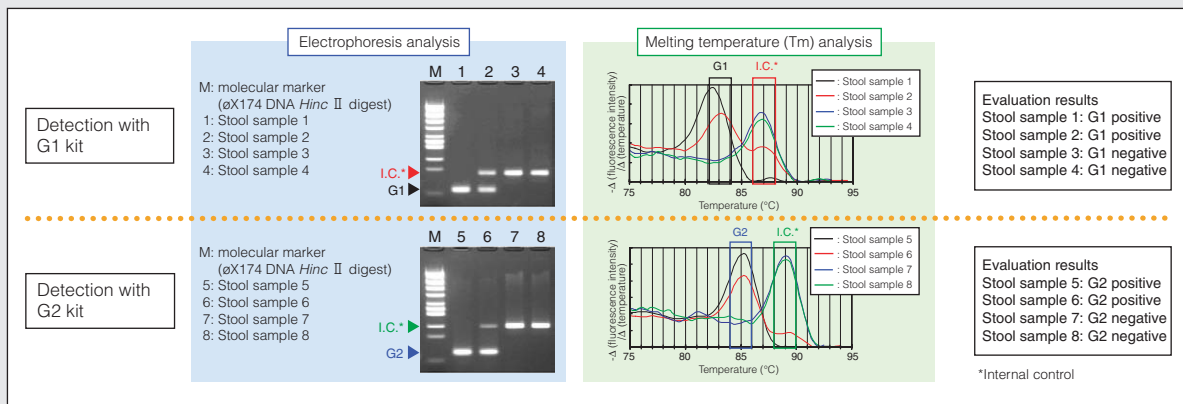 Electrophoresis analysis
Melting temperature (Tm) analysis
Detection with
G1 kit
M: molecular marker
(øX174 DNA Hinc II digest)
1: Stool sample 1
2: Stool sample 2
3: Stool sample 3
4: Stool sample 4
M 1 2 3 4
I.C.*
G1
G1 I.C.*
: Stool sample 1
: Stool sample 2
: Stool sample 3
: Stool sample 4
-Δ (fluorescence intensity)
/Δ (temperature)
75 80 85 90 95
Temperature (°C)
Evaluation results
Stool sample 1: G1 positive
Stool sample 2: G1 positive
Stool sample 3: G1 negative
Stool sample 4: G1 negative
Detection with
G2 kit
M: molecular marker
(øX174 DNA Hinc II digest)
5: Stool sample 5
6: Stool sample 6
7: Stool sample 7
8: Stool sample 8
M 5 6 7 8
I.C.*
G2
G2 I.C.*
: Stool sample 5
: Stool sample 6
: Stool sample 7
: Stool sample 8
-Δ (fluorescence intensity)
/Δ (temperature)
75 80 85 90 95
Temperature (°C)
Evaluation results
Stool sample 5: G2 positive
Stool sample 6: G2 positive
Stool sample 7: G2 negative
Stool sample 8: G2 negative
*Internal control